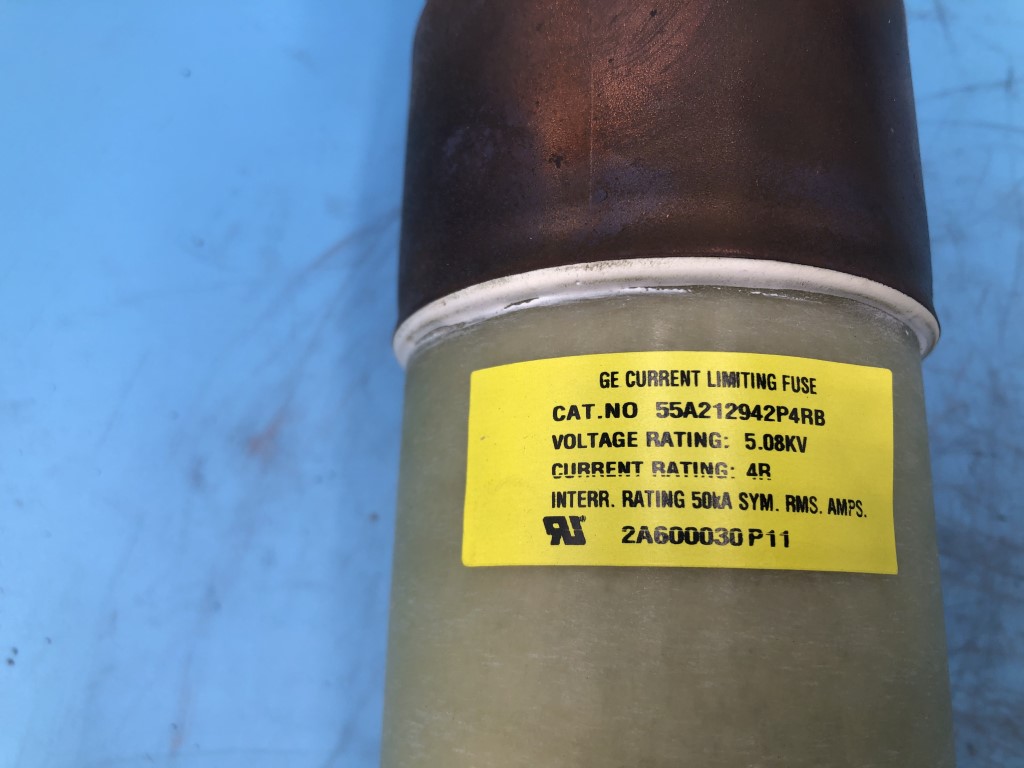 GE CURRENT LIMITING FUSE
CAT.NO 55A212942P4RB
VOLTAGE RATING: 5.08KV
CURRENT RATING: 4R
INTERR. RATING 50kA SYM. RMS. AMPS.
RU® 2A600030 P11